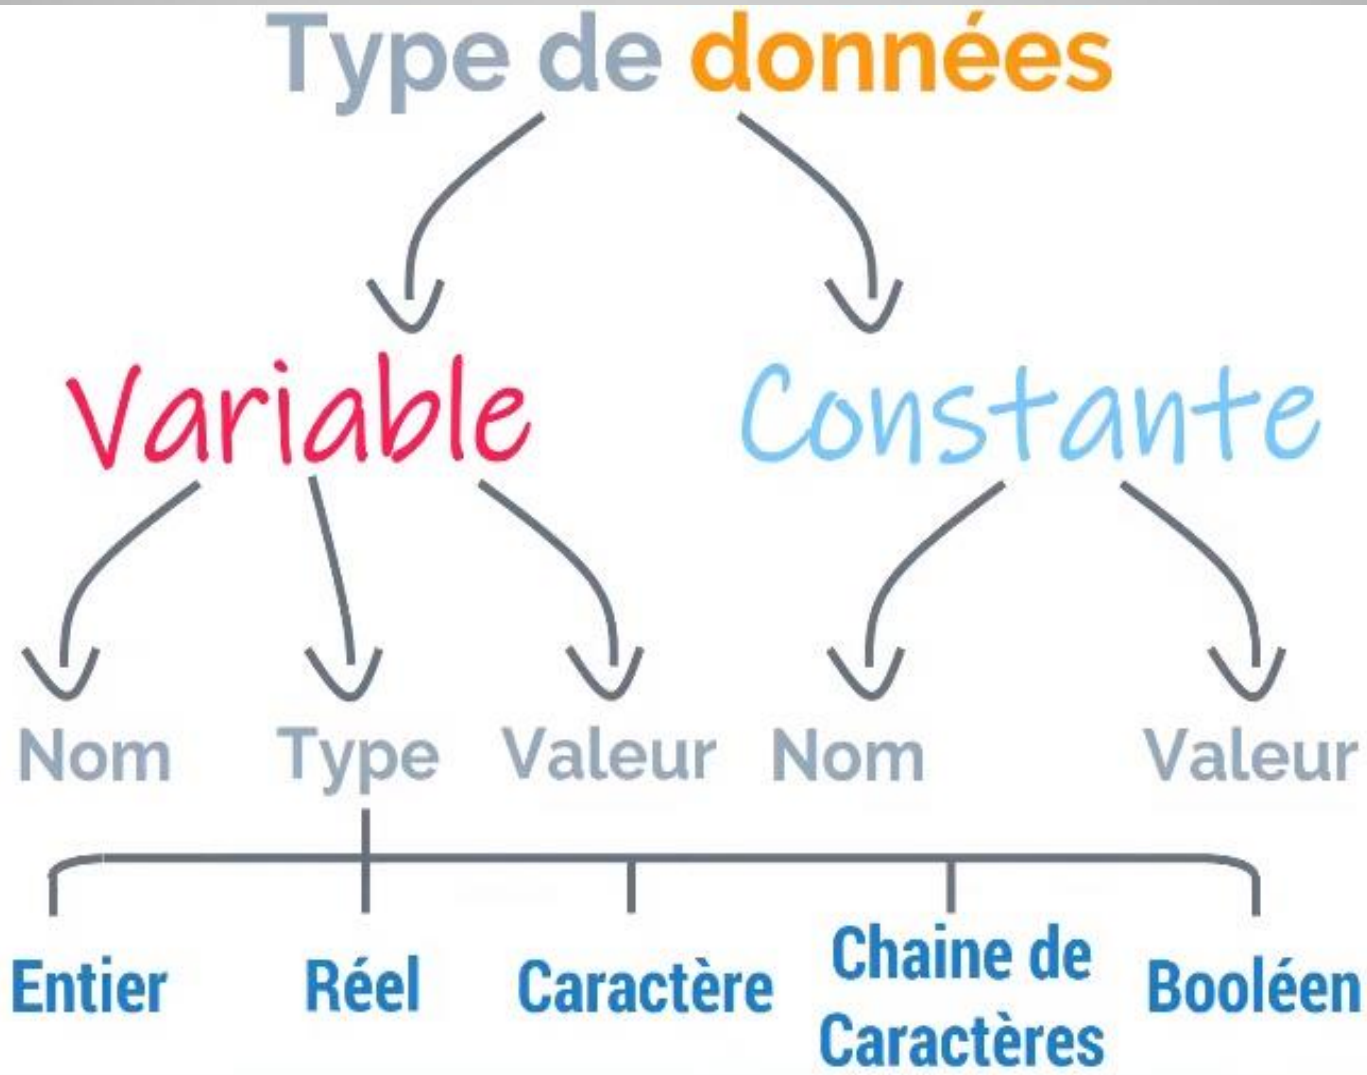 Type de données
Variable Constante
Nom Type Valeur Nom Valeur
Entier Réel Caractère Chaine de Caractères Booléen